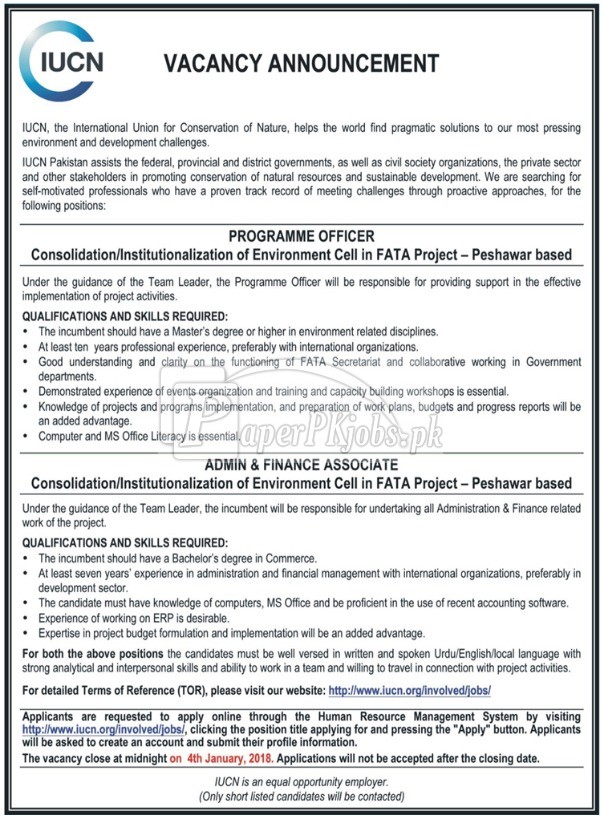 IUCN
VACANCY ANNOUNCEMENT
IUCN, the International Union for Conservation of Nature, helps the world find pragmatic solutions to our most pressing
environment and development challenges.
IUCN Pakistan assists the federal, provincial and district governments, as well as civil society organizations, the private sector
and other stakeholders in promoting conservation of natural resources and sustainable development. We are searching for
self-motivated professionals who have a proven track record of meeting challenges through proactive approaches, for the
following positions:
PROGRAMME OFFICER
Consolidation/Institutionalization of Environment Cell in FATA Project – Peshawar based
Under the guidance of the Team Leader, the Programme Officer will be responsible for providing support in the effective
implementation of project activities.
QUALIFICATIONS AND SKILLS REQUIRED:
• The incumbent should have a Master's degree or higher in environment related disciplines.
• At least ten years professional experience, preferably with international organizations.
• Good understanding and clarity on the functioning of FATA Secretariat and collaborative working in Government
departments.
• Demonstrated experience of events organization and training and capacity building workshops is essential.
• Knowledge of projects and programs implementation, and preparation of work plans, budgets and progress reports will be
an added advantage.
• Computer and MS Office Literacy is essential.
PaperPKjobs.pk
ADMIN & FINANCE ASSOCIATE
Consolidation/Institutionalization of Environment Cell in FATA Project – Peshawar based
Under the guidance of the Team Leader, the incumbent will be responsible for undertaking all Administration & Finance related
work of the project.
QUALIFICATIONS AND SKILLS REQUIRED:
• The incumbent should have a Bachelor's degree in Commerce.
• At least seven years' experience in administration and financial management with international organizations, preferably in
development sector.
• The candidate must have knowledge of computers, MS Office and be proficient in the use of recent accounting software.
• Experience of working on ERP is desirable.
• Expertise in project budget formulation and implementation will be an added advantage.
For both the above positions the candidates must be well versed in written and spoken Urdu/English/local language with
strong analytical and interpersonal skills and ability to work in a team and willing to travel in connection with project activities.
For detailed Terms of Reference (TOR), please visit our website: http://www.iucn.org/involved/jobs/
Applicants are requested to apply online through the Human Resource Management System by visiting
http://www.iucn.org/involved/jobs/, clicking the position title applying for and pressing the "Apply" button. Applicants
will be asked to create an account and submit their profile information.
The vacancy close at midnight on 4th January, 2018. Applications will not be accepted after the closing date.
IUCN is an equal opportunity employer.
(Only short listed candidates will be contacted)